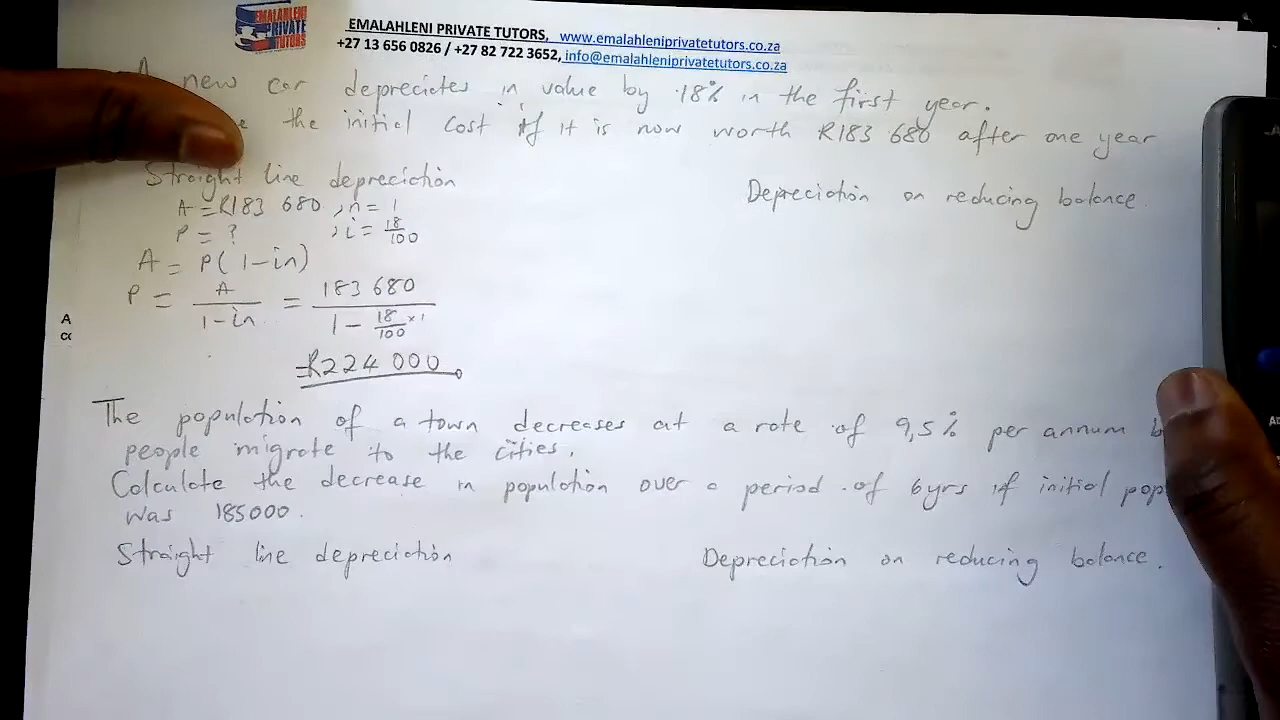 EMALAHLENI
PRIVATE
TUTORS
EMALAHLENI PRIVATE TUTORS, www.emalahleniprivatetutors.co.za
+27 13 656 0826 / +27 82 722 3652, info@emalahleniprivatetutors.co.za
A new car depreciates in value by 18% in the first year.
the initial cost if it is now worth R183 680 after one year
Straight line depreciation
Depreciation on reducing balance.
A = R183 680 , n = 1
P = ? , i = 18/100
A = P(1-in)
P = A/1-in = 183 680/1 - 18/100 ×1
=R224 000
The population of a town decreases at a rate of 9,5% per annum
people migrate to the cities.
Calculate the decrease in population over a period of 6yrs if initial pop
was 185000.
Straight line depreciation
Depreciation on reducing balance.